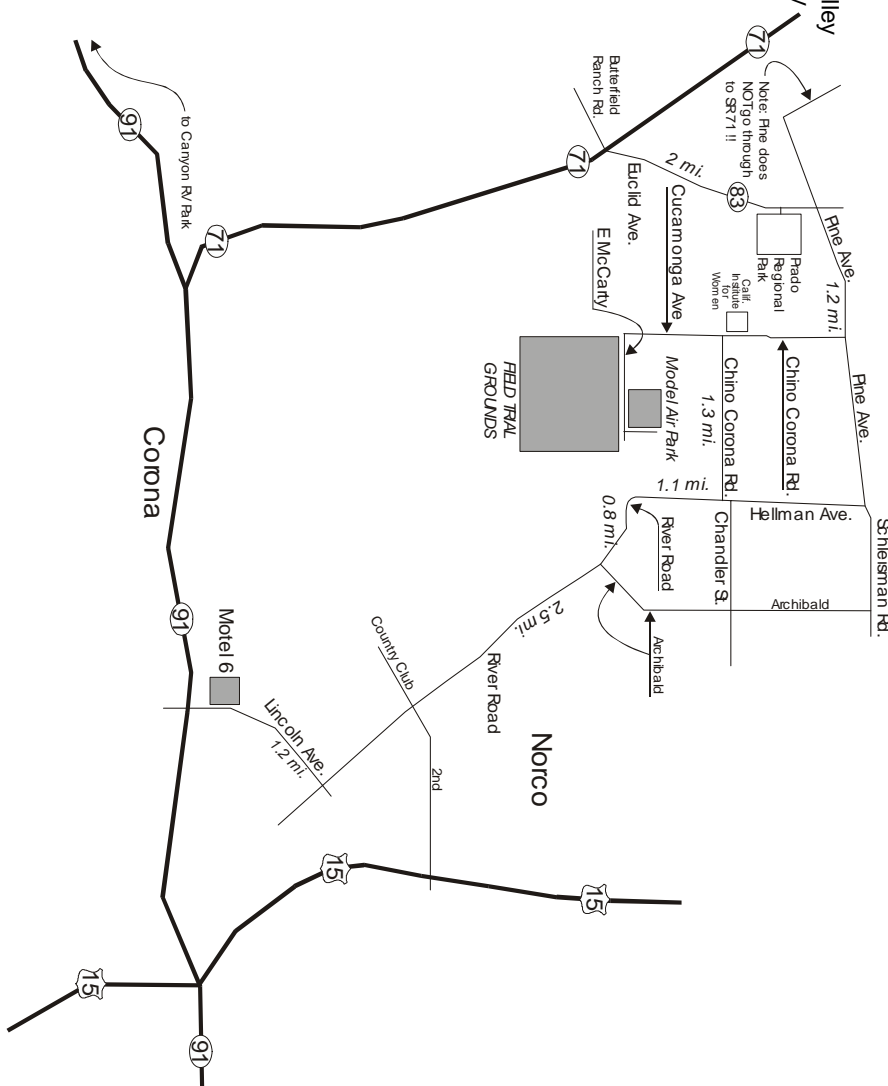 lley
y
71
Note: Pine does
NOT go through
to SR71 !!
Butterfield
Ranch Rd.
2 mi.
83
Euclid Ave.
71
Pine Ave.
1.2 mi.
Prado
Regional
Park
Calif.
Institute
for
Women
Cucamonga Ave
E McCarty
Pine Ave.
Chino Corona Rd.
Chino Corona Rd.
1.3 mi.
Model Air Park
FIELD TRIAL
GROUNDS
1.1 mi.
Hellman Ave.
Schleisman Rd.
Chandler St.
River Road
0.8 mi.
Archibald
Archibald
2.5 mi.
River Road
Country Club
2nd
Norco
to Canyon RV Park
91
71
Corona
91
Motel 6
Lincoln Ave.
1.2 mi.
15
15
15
91